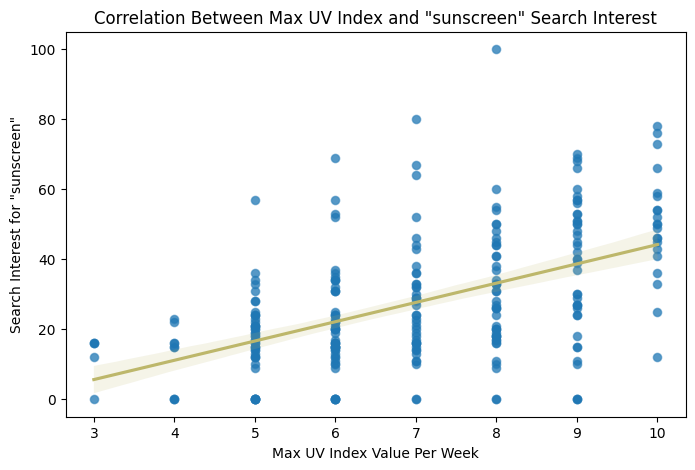 Correlation Between Max UV Index and "sunscreen" Search Interest
100
80
60
40
20
0
Search Interest for "sunscreen"
3 4 5 6 7 8 9 10
Max UV Index Value Per Week